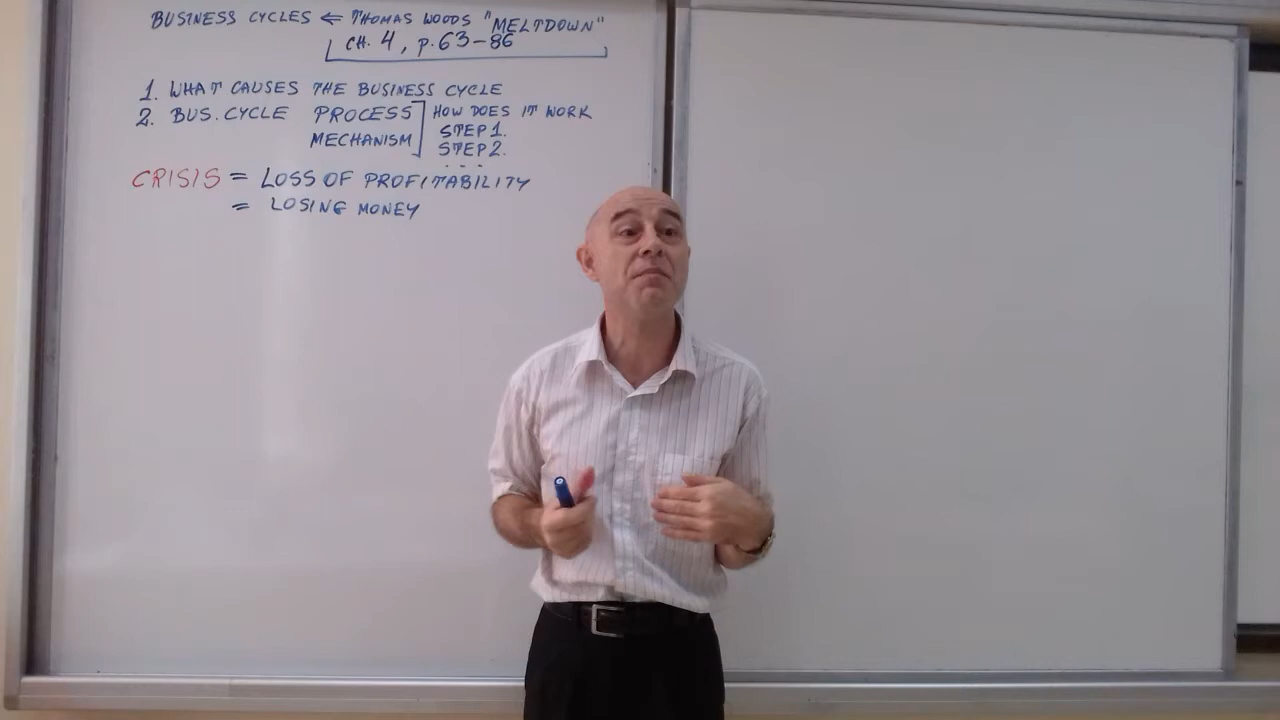 BUSINESS CYCLES ⇐ THOMAS WOODS "MELTDOWN"
CH. 4, p. 63-86
1. WHAT CAUSES THE BUSINESS CYCLE
2. BUS. CYCLE PROCESS HOW DOES IT WORK
MECHANISM STEP 1.
STEP 2.
...
CRISIS = LOSS OF PROFITABILITY
= LOSING MONEY